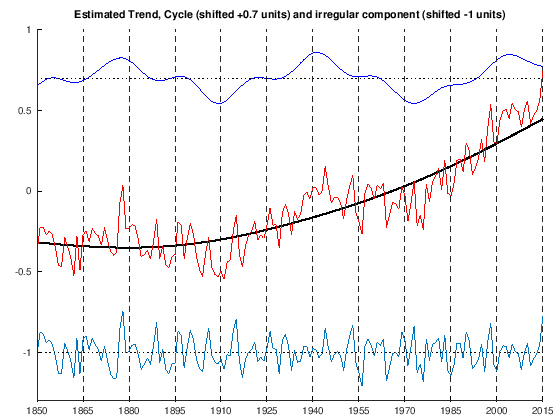 Estimated Trend, Cycle (shifted +0.7 units) and irregular component (shifted -1 units)
1
0.5
0
-0.5
-1
1850 1865 1880 1895 1910 1925 1940 1955 1970 1985 2000 2015